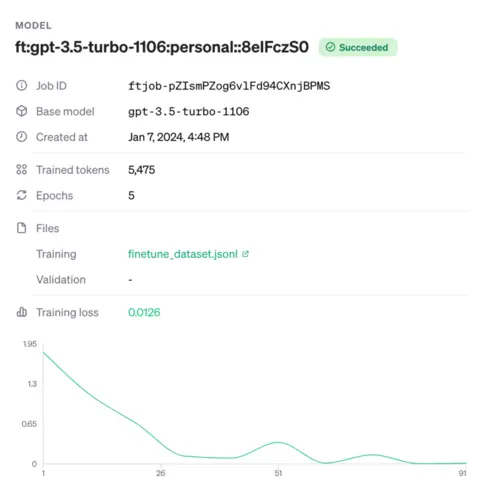 MODEL
ft:gpt-3.5-turbo-1106:personal::8elFczS0 Succeeded
Job ID ftjob-pZIsmPZog6vlFd94CXnjBPMS
Base model gpt-3.5-turbo-1106
Created at Jan 7, 2024, 4:48 PM
Trained tokens 5,475
Epochs 5
Files
Training finetune_dataset.jsonl
Validation -
Training loss 0.0126
1.95
1.3
0.65
0
1 26 51 91